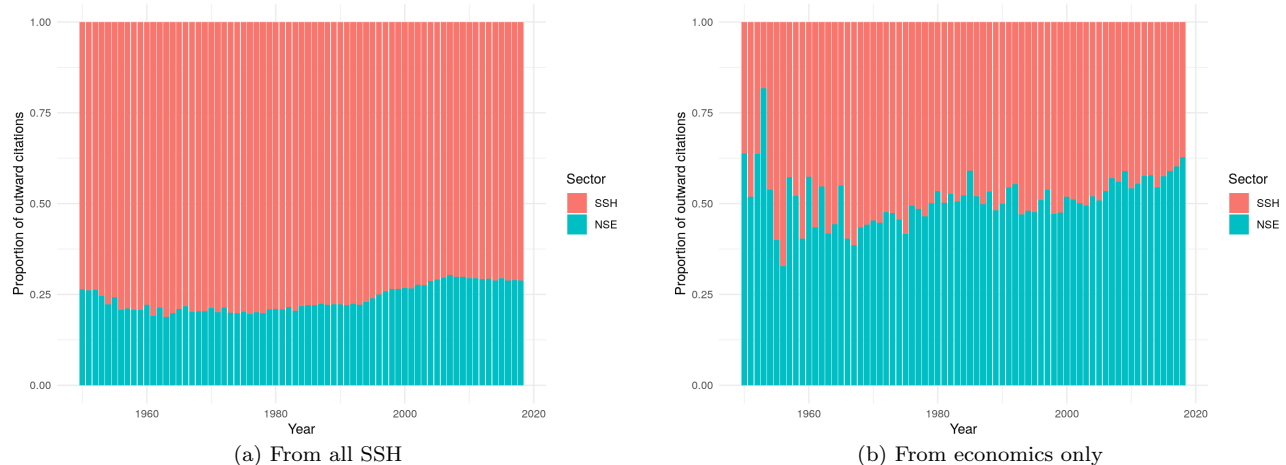 1.00
0.75
0.50
0.25
0.00
Proportion of outward citations
1960
1980
2000
2020
Year
Sector
SSH
NSE
(a) From all SSH
1.00
0.75
0.50
0.25
0.00
Proportion of outward citations
1960
1980
2000
2020
Year
Sector
SSH
NSE
(b) From economics only